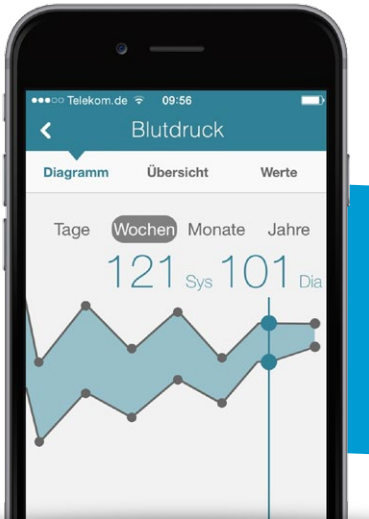 Telekom.de 09:56
Blutdruck
Diagramm Übersicht Werte
Tage Wochen Monate Jahre
121 Sys 101 Dia